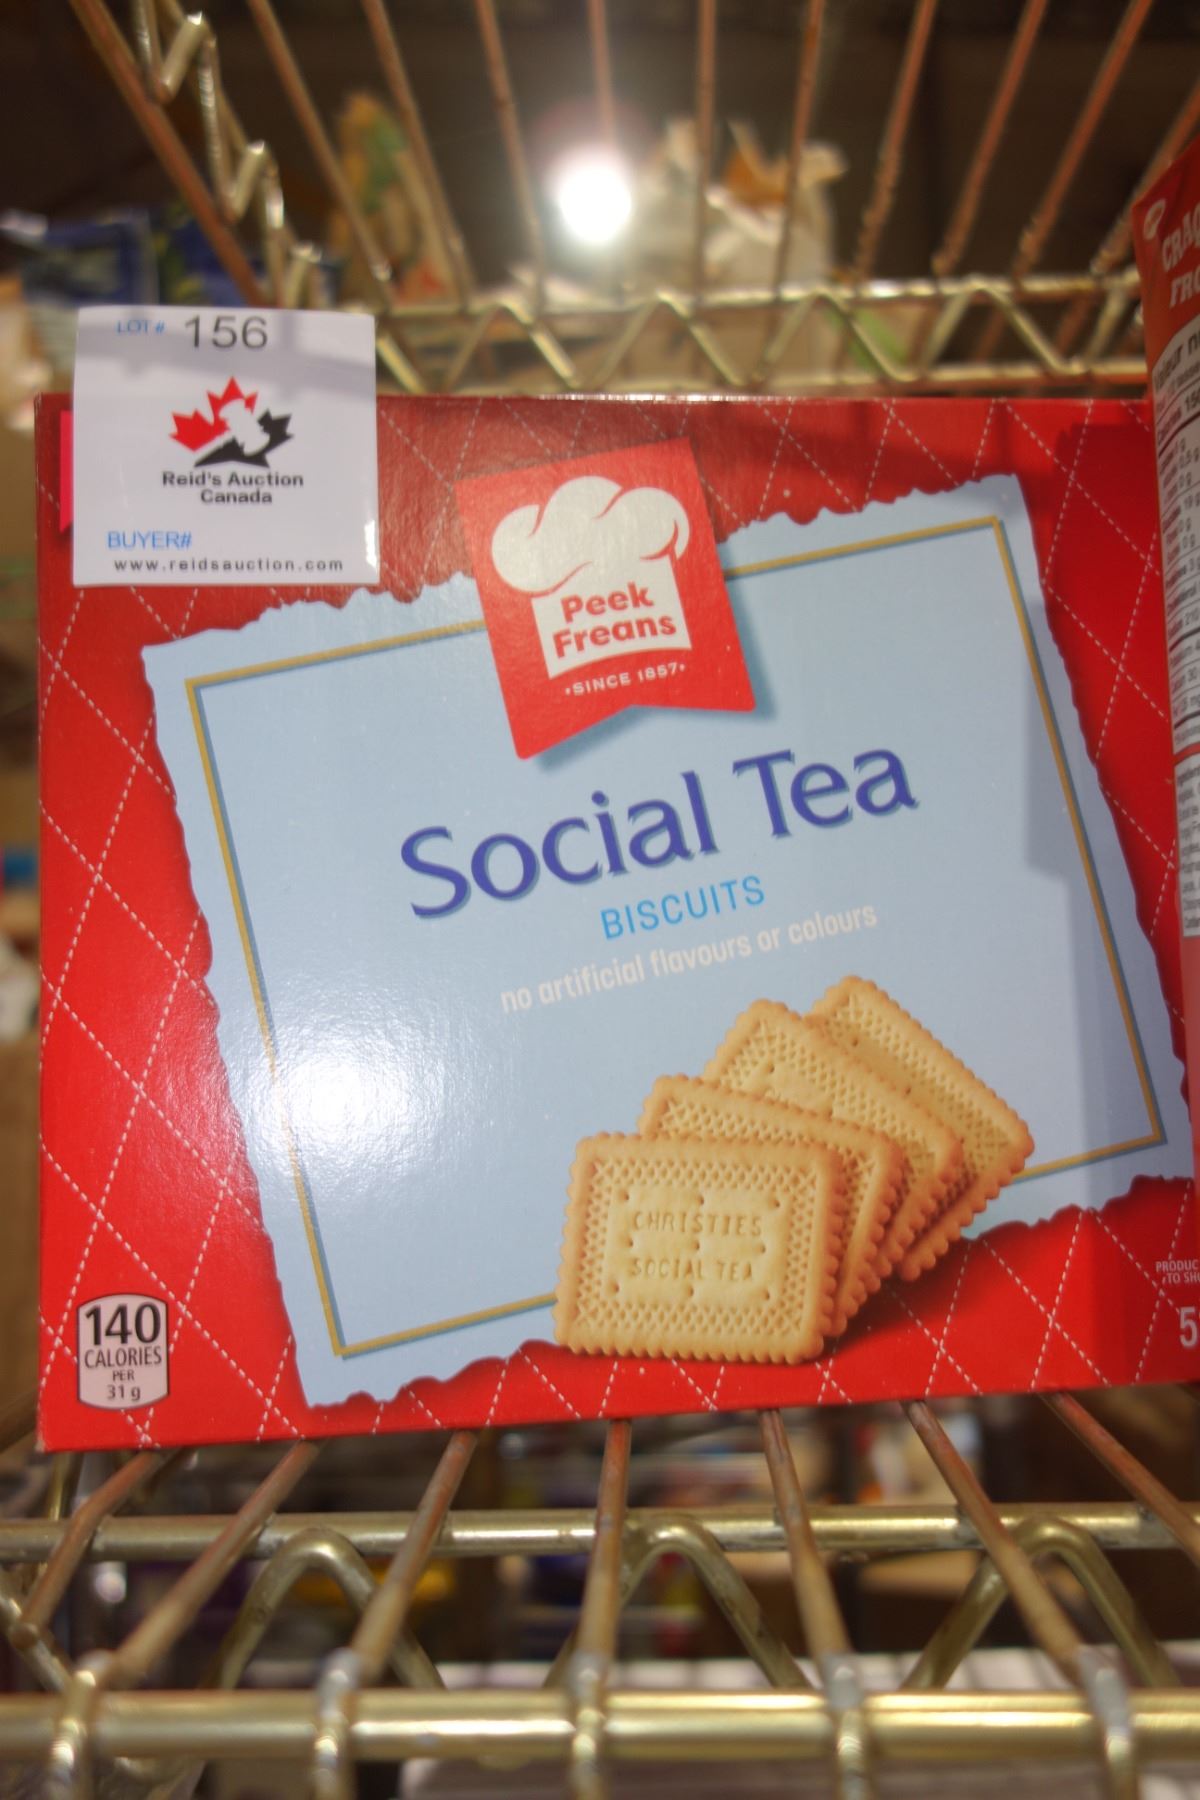 LOT # 156
Reid's Auction
Canada
BUYER#
www.reidsauction.com
Peek
Freans
•SINCE 1857•
Social Tea
BISCUITS
no artificial flavours or colours
CHRISTIES
SOCIAL TEA
140
CALORIES
PER
31 g